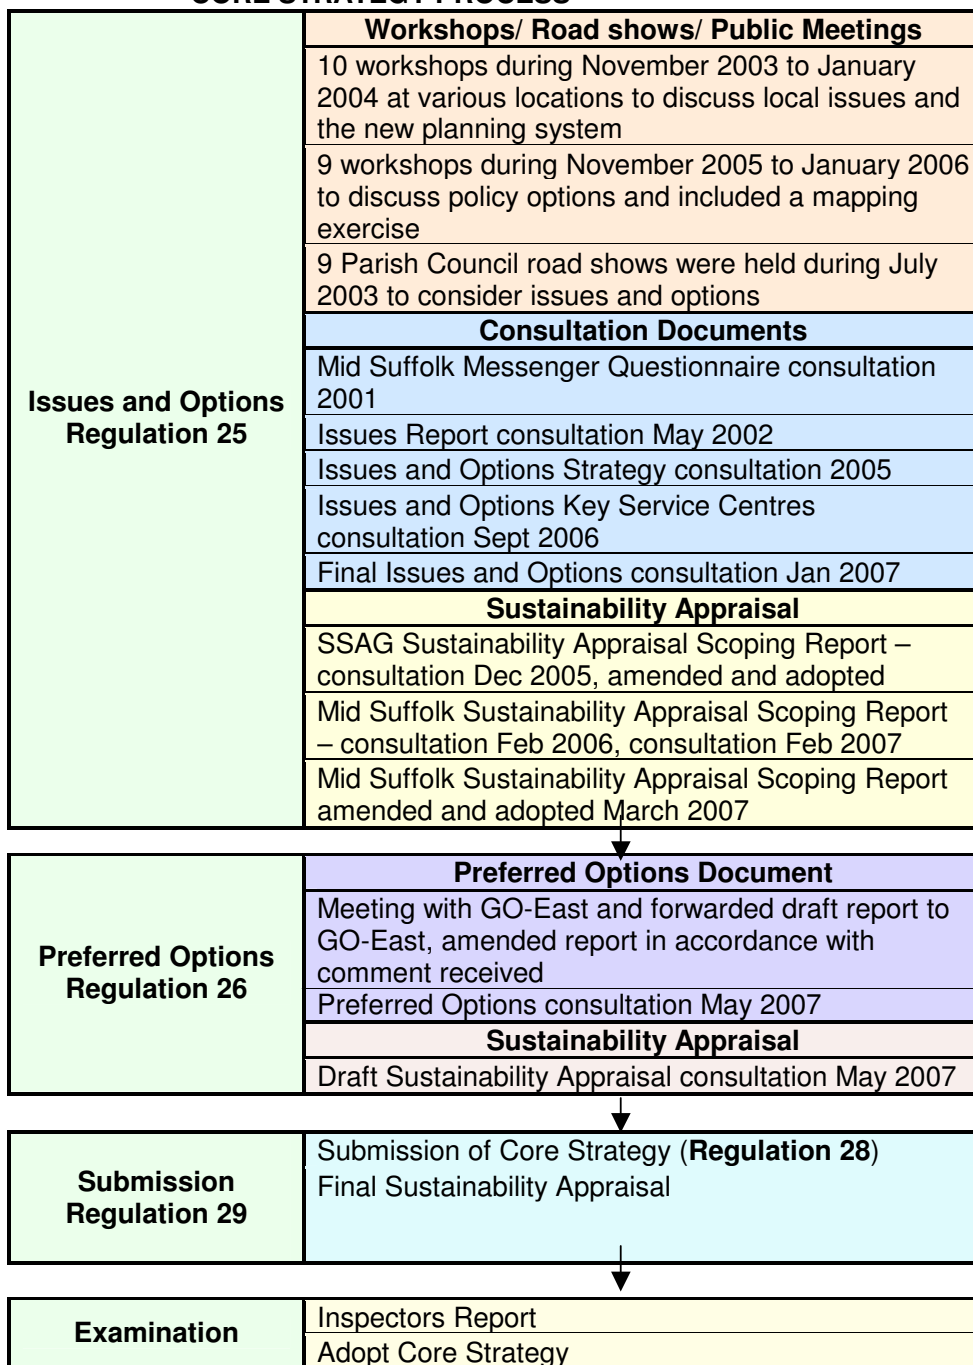 CORE STRATEGY PROCESS
Workshops/ Road shows/ Public Meetings
10 workshops during November 2003 to January
2004 at various locations to discuss local issues and
the new planning system
9 workshops during November 2005 to January 2006
to discuss policy options and included a mapping
exercise
9 Parish Council road shows were held during July
2003 to consider issues and options
Consultation Documents
Mid Suffolk Messenger Questionnaire consultation
2001
Issues and Options
Regulation 25
Issues Report consultation May 2002
Issues and Options Strategy consultation 2005
Issues and Options Key Service Centres
consultation Sept 2006
Final Issues and Options consultation Jan 2007
Sustainability Appraisal
SSAG Sustainability Appraisal Scoping Report –
consultation Dec 2005, amended and adopted
Mid Suffolk Sustainability Appraisal Scoping Report
– consultation Feb 2006, consultation Feb 2007
Mid Suffolk Sustainability Appraisal Scoping Report
amended and adopted March 2007
Preferred Options Document
Meeting with GO-East and forwarded draft report to
GO-East, amended report in accordance with
comment received
Preferred Options
Regulation 26
Preferred Options consultation May 2007
Sustainability Appraisal
Draft Sustainability Appraisal consultation May 2007
Submission
Regulation 29
Submission of Core Strategy (Regulation 28)
Final Sustainability Appraisal
Examination
Inspectors Report
Adopt Core Strategy